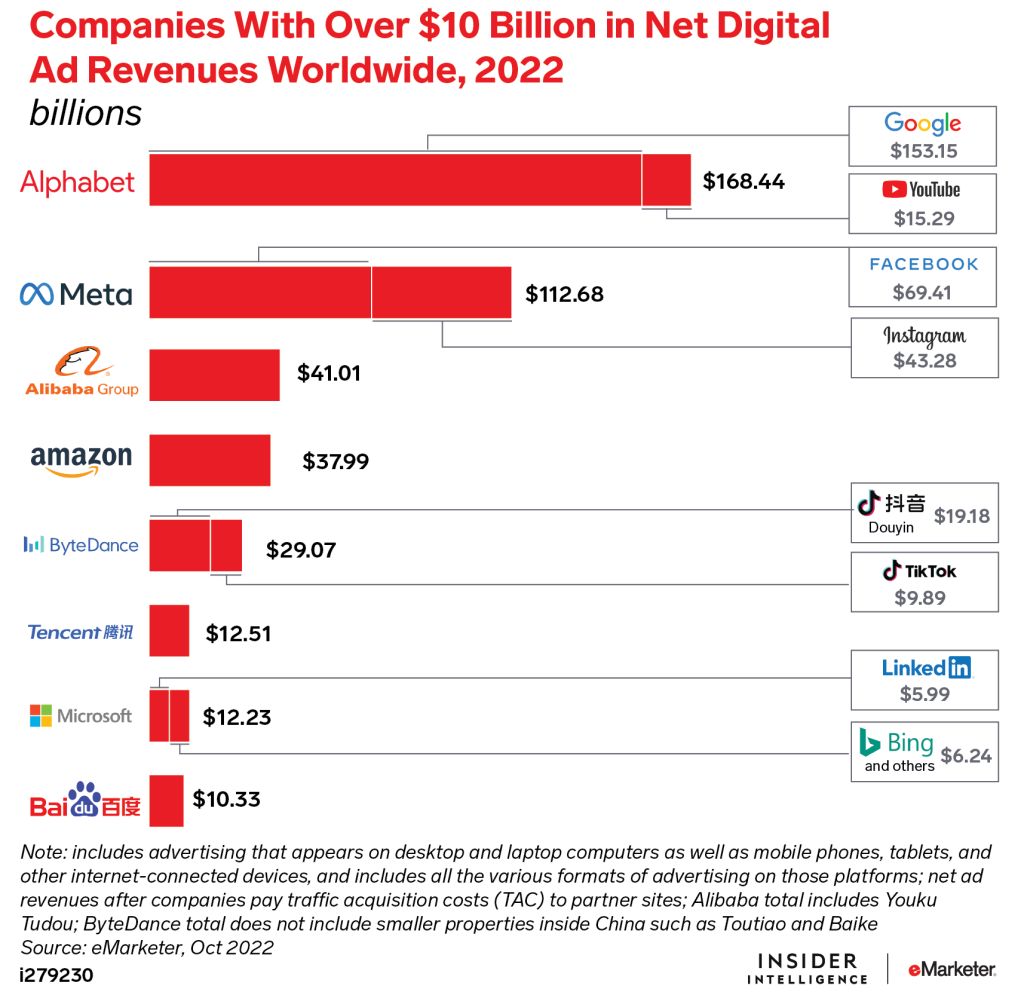 Companies With Over $10 Billion in Net Digital
Ad Revenues Worldwide, 2022
billions
Google
$153.15
Alphabet
$168.44
YouTube
$15.29
FACEBOOK
$69.41
Meta
$112.68
Instagram
$43.28
Alibaba Group
$41.01
amazon
$37.99
抖音
Douyin
$19.18
ByteDance
$29.07
TikTok
$9.89
Tencent 腾讯
$12.51
LinkedIn
$5.99
Microsoft
$12.23
Bing
and others
$6.24
Bai du 百度
$10.33
Note: includes advertising that appears on desktop and laptop computers as well as mobile phones, tablets, and
other internet-connected devices, and includes all the various formats of advertising on those platforms; net ad
revenues after companies pay traffic acquisition costs (TAC) to partner sites; Alibaba total includes Youku
Tudou; ByteDance total does not include smaller properties inside China such as Toutiao and Baike
Source: eMarketer, Oct 2022
i279230
INSIDER
INTELLIGENCE
eMarketer.